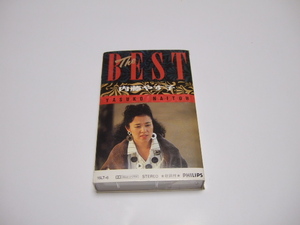 The
BEST
内藤やす子
YASUKO NAITOH
STEREO
PHILIPS